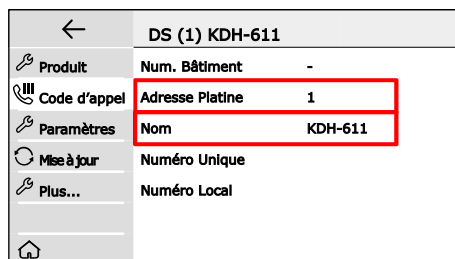 DS (1) KDH-611
Produit
Num. Bâtiment -
Code d'appel
Adresse Platine 1
Paramètres
Nom KDH-611
Mise à jour
Numéro Unique
Plus...
Numéro Local